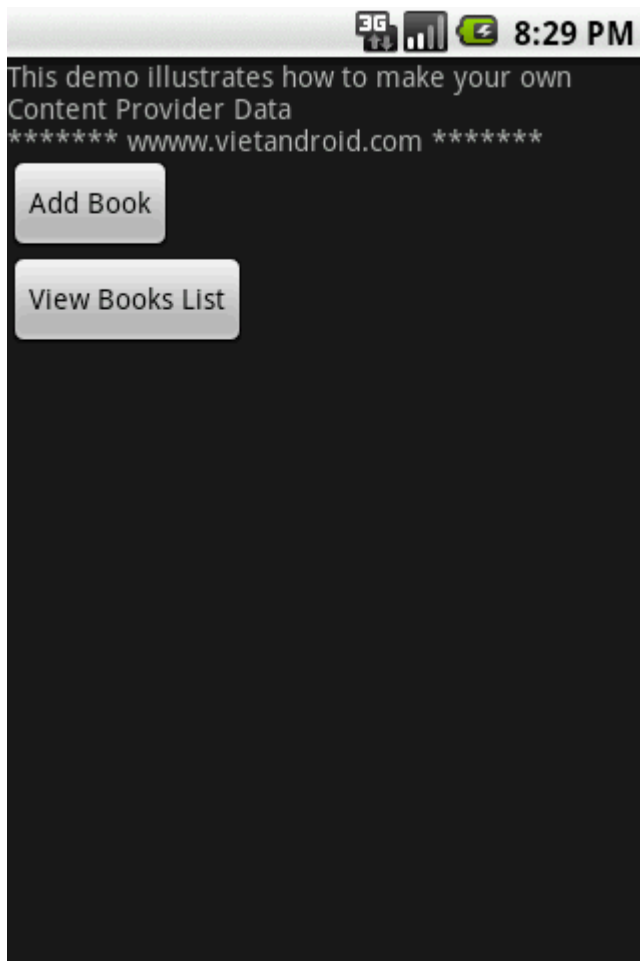 3G 8:29 PM
This demo illustrates how to make your own
Content Provider Data
******* wwww.vietandroid.com *******
Add Book
View Books List